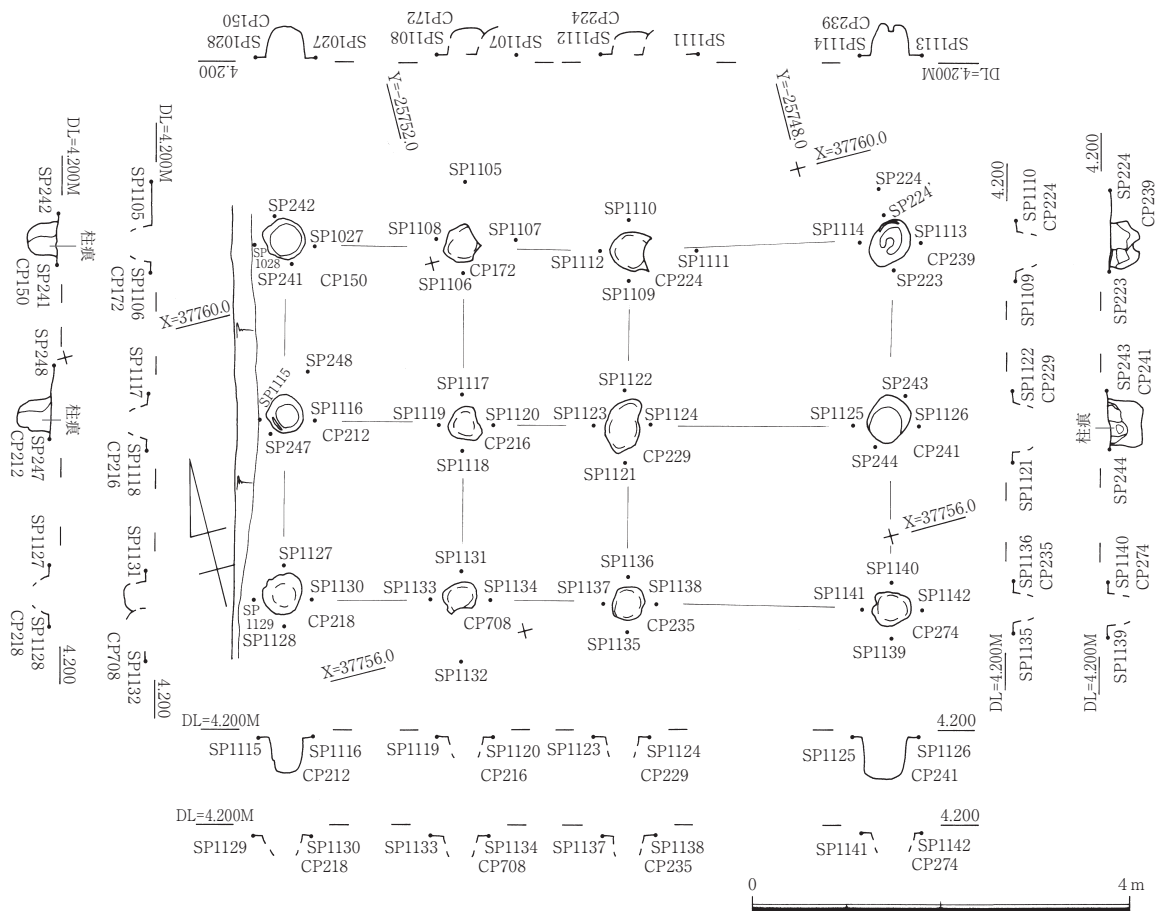 CP150
SP1028
SP1027
4.200
CP172
SP1108
SP1107
CP224
SP1112
SP1111
CP239
SP1114
SP1113
DL=4.200M
Y=-25752.0
Y=-25748.0
X=37760.0
DL=4.200M
SP242
柱痕
SP241
CP150
SP248
柱痕
SP247
CP212
SP1127
SP1128
CP218
4.200
DL=4.200M
SP1105
SP1106
CP172
X=37760.0
SP1117
SP1118
CP216
SP1131
CP708
SP1132
4.200
SP1105
SP242
SP1027
SP
1028
SP241
CP150
SP1108
SP1107
SP1106
CP172
SP1110
SP1112
SP1111
CP224
SP1109
SP224
SP224'
SP1114
SP1113
CP239
SP223
SP248
SP1115
SP1116
CP212
SP247
SP1117
SP1119
SP1120
CP216
SP1118
SP1122
SP1123
SP1124
CP229
SP1121
SP243
SP1125
SP1126
CP241
SP244
X=37756.0
SP1127
SP1130
SP
1129
CP218
SP1128
SP1131
SP1133
SP1134
CP708
SP1132
X=37756.0
SP1136
SP1137
SP1138
CP235
SP1135
SP1140
SP1141
SP1142
CP274
SP1139
4.200
SP1110
CP224
SP1109
SP1122
CP229
SP1121
SP1136
CP235
SP1135
DL=4.200M
4.200
SP224
CP239
SP223
SP243
CP241
柱痕
SP244
SP1140
CP274
SP1139
DL=4.200M
DL=4.200M
4.200
SP1115
SP1116
CP212
SP1119
SP1120
CP216
SP1123
SP1124
CP229
SP1125
SP1126
CP241
DL=4.200M
4.200
SP1129
SP1130
CP218
SP1133
SP1134
CP708
SP1137
SP1138
CP235
SP1141
SP1142
CP274
0
4 m